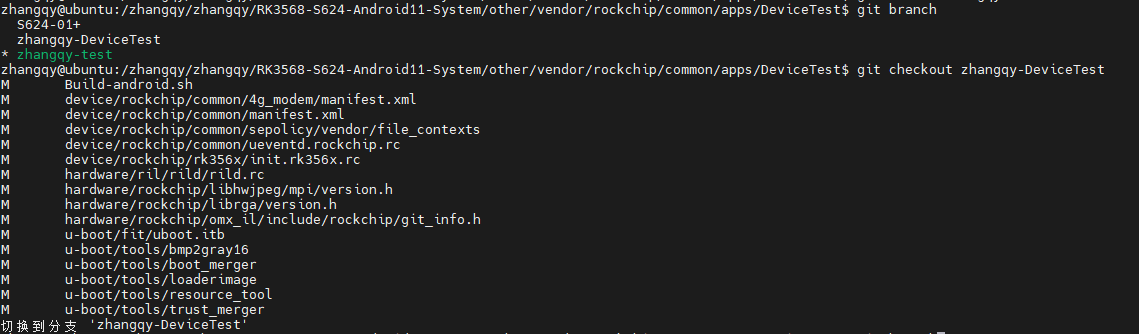 zhangqy@ubuntu:/zhangqy/zhangqy/RK3568-S624-Android11-System/other/vendor/rockchip/common/apps/DeviceTest$ git branch
  S624-01+
  zhangqy-DeviceTest
* zhangqy-test
zhangqy@ubuntu:/zhangqy/zhangqy/RK3568-S624-Android11-System/other/vendor/rockchip/common/apps/DeviceTest$ git checkout zhangqy-DeviceTest
M       Build-android.sh
M       device/rockchip/common/4g_modem/manifest.xml
M       device/rockchip/common/manifest.xml
M       device/rockchip/common/sepolicy/vendor/file_contexts
M       device/rockchip/common/ueventd.rockchip.rc
M       device/rockchip/rk356x/init.rk356x.rc
M       hardware/ril/rild/rild.rc
M       hardware/rockchip/libhwjpeg/mpi/version.h
M       hardware/rockchip/librga/version.h
M       hardware/rockchip/omx_il/include/rockchip/git_info.h
M       u-boot/fit/uboot.itb
M       u-boot/tools/bmp2gray16
M       u-boot/tools/boot_merger
M       u-boot/tools/loaderimage
M       u-boot/tools/resource_tool
M       u-boot/tools/trust_merger
切换到分支 'zhangqy-DeviceTest'